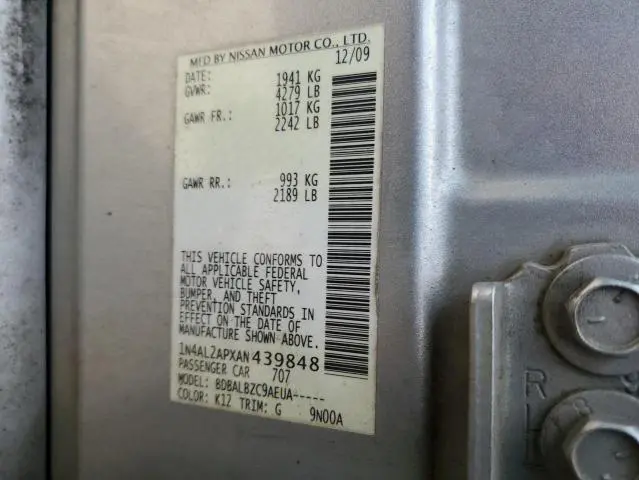 MFD BY NISSAN MOTOR CO., LTD.
DATE: 12/09
GVWR: 1941 KG
4279 LB
GAWR FR.: 1017 KG
2242 LB
GAWR RR.: 993 KG
2189 LB
THIS VEHICLE CONFORMS TO
ALL APPLICABLE FEDERAL
MOTOR VEHICLE SAFETY,
BUMPER, AND THEFT
PREVENTION STANDARDS IN
EFFECT ON THE DATE OF
MANUFACTURE SHOWN ABOVE.
1N4AL2APXAN439848
PASSENGER CAR 707
MODEL: BDBALBZC9AEUA-----
COLOR: K12 TRIM: G 9N00A
R